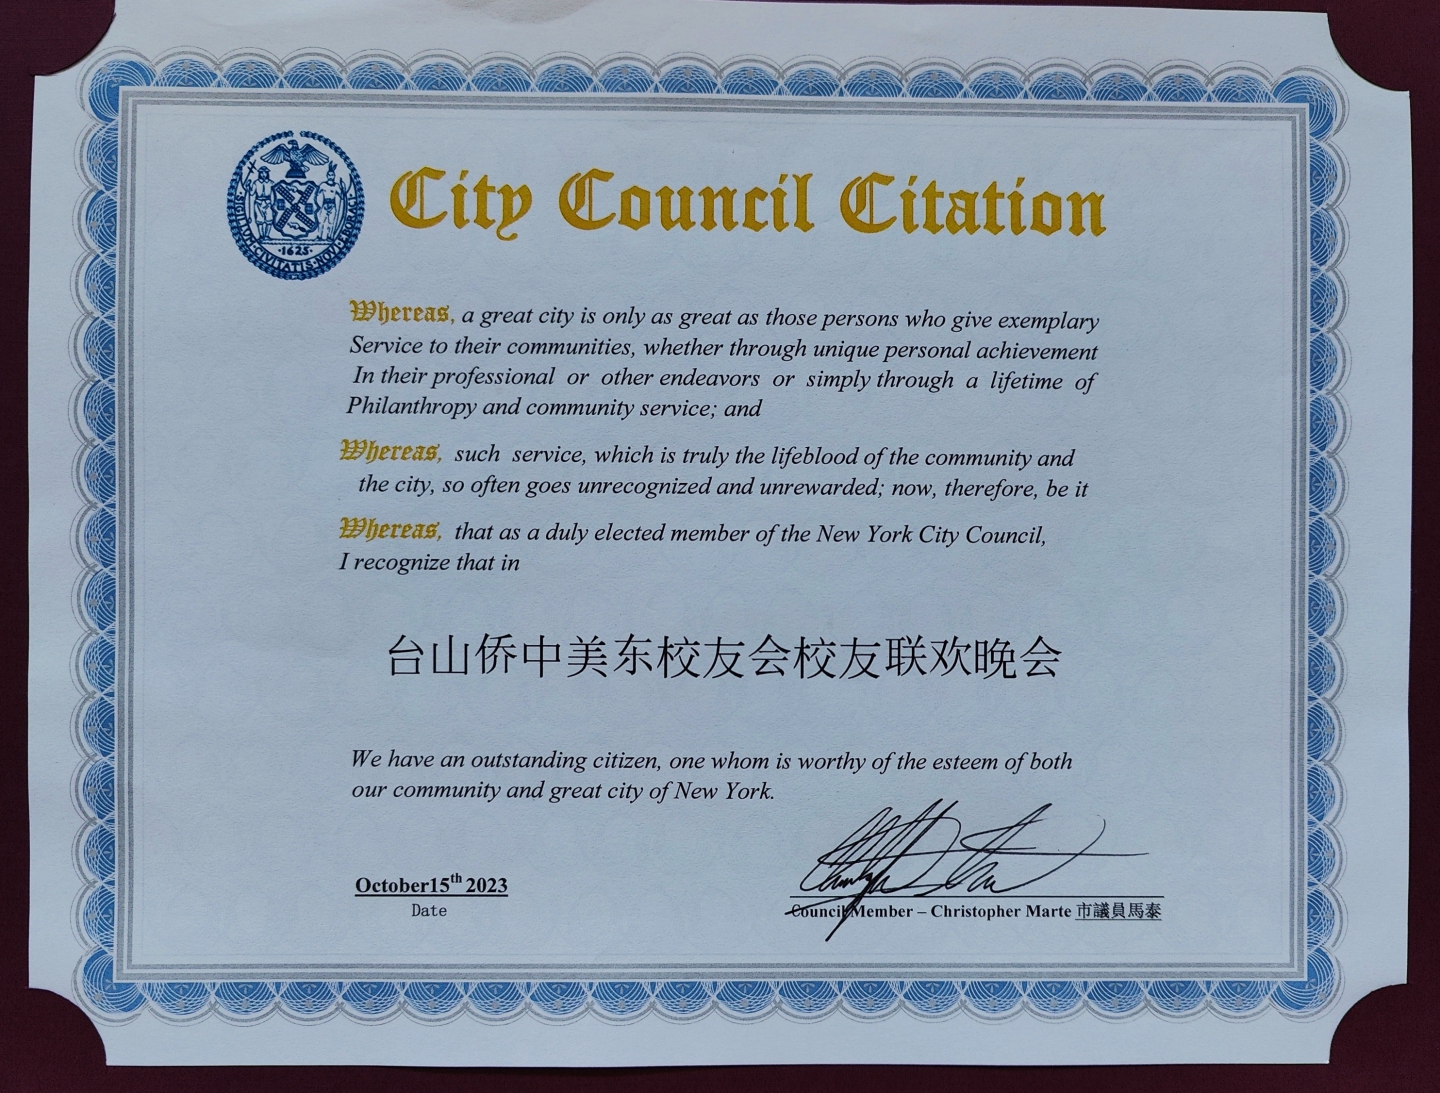 City Council Citation
SIGILLUM CIVITATIS NOVI EBORACI
·1625·
Whereas, a great city is only as great as those persons who give exemplary
Service to their communities, whether through unique personal achievement
In their professional or other endeavors or simply through a lifetime of
Philanthropy and community service; and
Whereas, such service, which is truly the lifeblood of the community and
the city, so often goes unrecognized and unrewarded; now, therefore, be it
Whereas, that as a duly elected member of the New York City Council,
I recognize that in
台山侨中美东校友会校友联欢晚会
We have an outstanding citizen, one whom is worthy of the esteem of both
our community and great city of New York.
October15th 2023
Date
Council Member – Christopher Marte 市議員馬泰